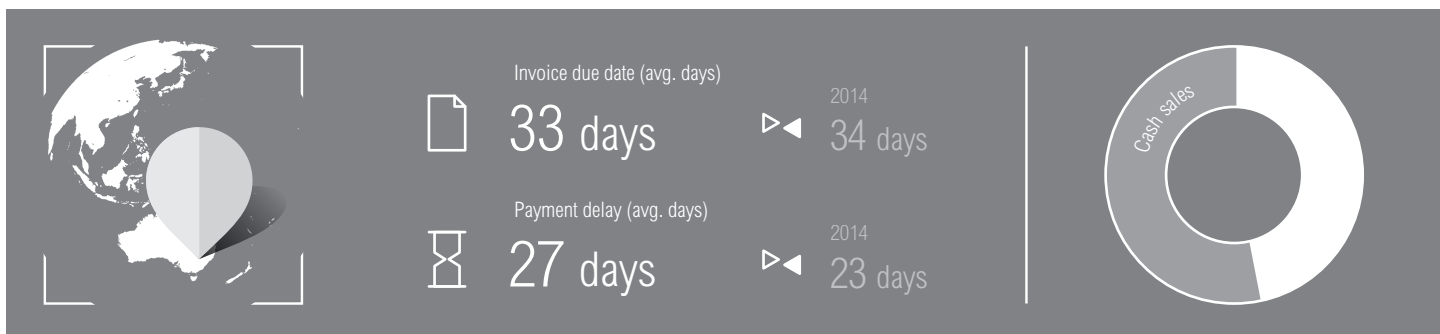 Invoice due date (avg. days)
33 days
2014
34 days
Payment delay (avg. days)
27 days
2014
23 days
Cash sales